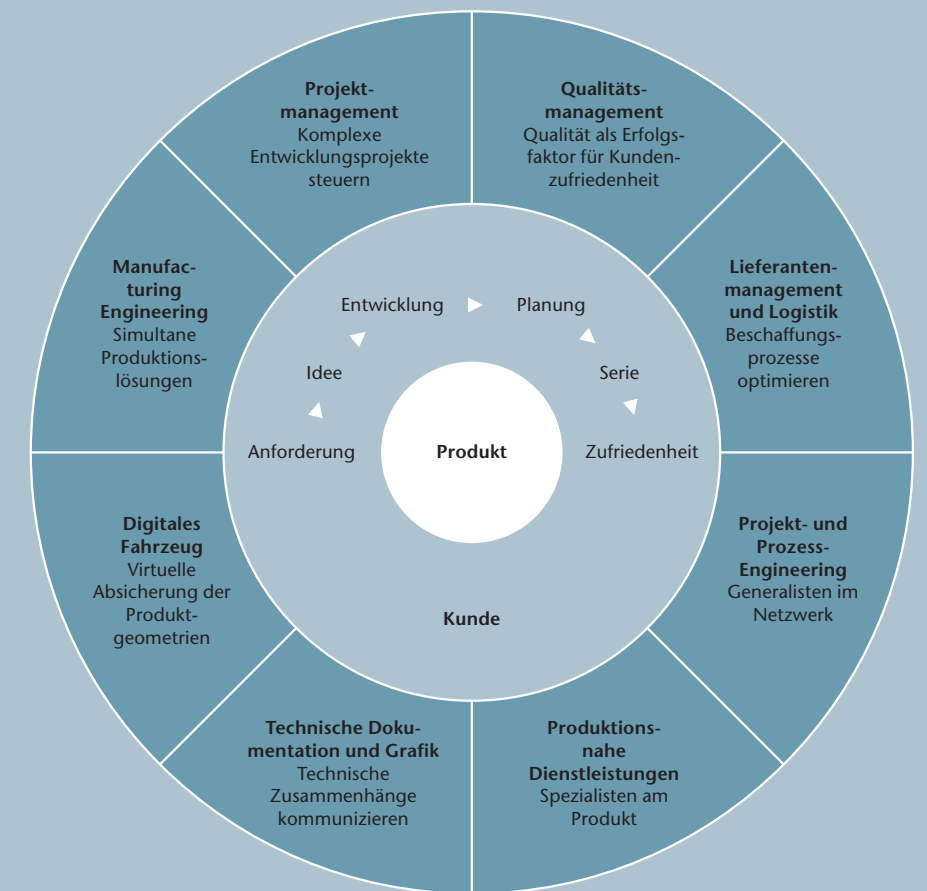 Projekt-
management
Komplexe
Entwicklungsprojekte
steuern
Qualitäts-
management
Qualität als Erfolgs-
faktor für Kunden-
zufriedenheit
Manufac-
turing
Engineering
Simultane
Produktions-
lösungen
Lieferanten-
management
und Logistik
Beschaffungs-
prozesse
optimieren
Entwicklung
Planung
Idee
Serie
Anforderung
Produkt
Zufriedenheit
Digitales
Fahrzeug
Virtuelle
Absicherung der
Produkt-
geometrien
Projekt- und
Prozess-
Engineering
Generalisten im
Netzwerk
Kunde
Technische Doku-
mentation und Grafik
Technische
Zusammenhänge
kommunizieren
Produktions-
nahe
Dienstleistungen
Spezialisten am
Produkt